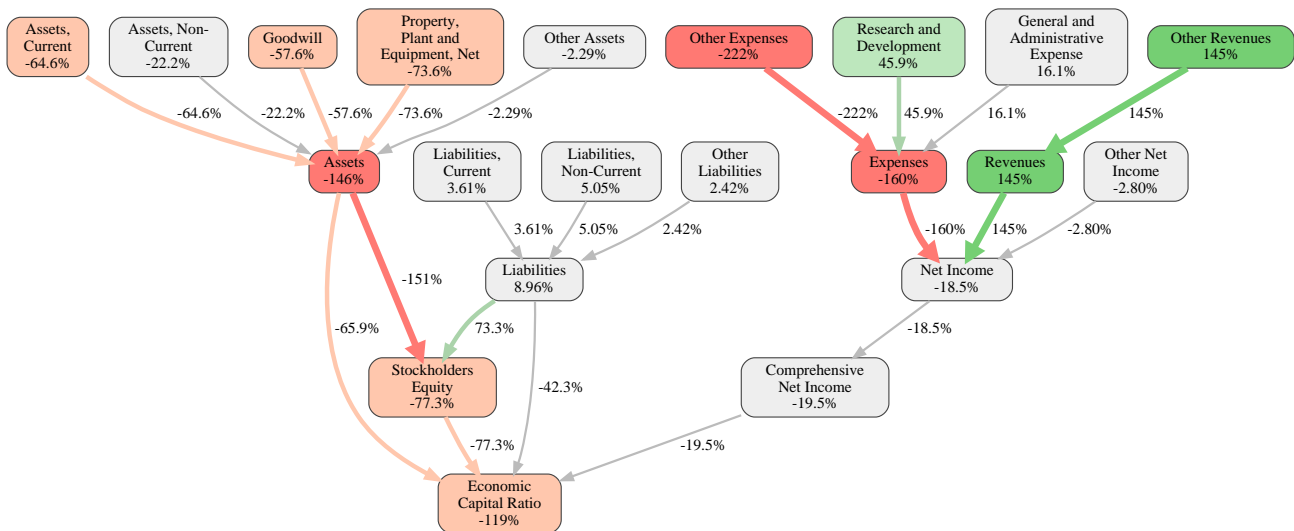 Assets,
Current
-64.6%
Assets, Non-
Current
-22.2%
Goodwill
-57.6%
Property,
Plant and
Equipment, Net
-73.6%
Other Assets
-2.29%
Other Expenses
-222%
Research and
Development
45.9%
General and
Administrative
Expense
16.1%
Other Revenues
145%
-64.6%
-22.2%
-57.6%
-73.6%
-2.29%
-222%
45.9%
16.1%
145%
Assets
-146%
Liabilities,
Current
3.61%
Liabilities,
Non-Current
5.05%
Other
Liabilities
2.42%
Expenses
-160%
Revenues
145%
Other Net
Income
-2.80%
3.61%
5.05%
2.42%
-160%
145%
-2.80%
-151%
Liabilities
8.96%
Net Income
-18.5%
-65.9%
73.3%
-18.5%
Stockholders
Equity
-77.3%
-42.3%
Comprehensive
Net Income
-19.5%
-77.3%
-19.5%
Economic
Capital Ratio
-119%